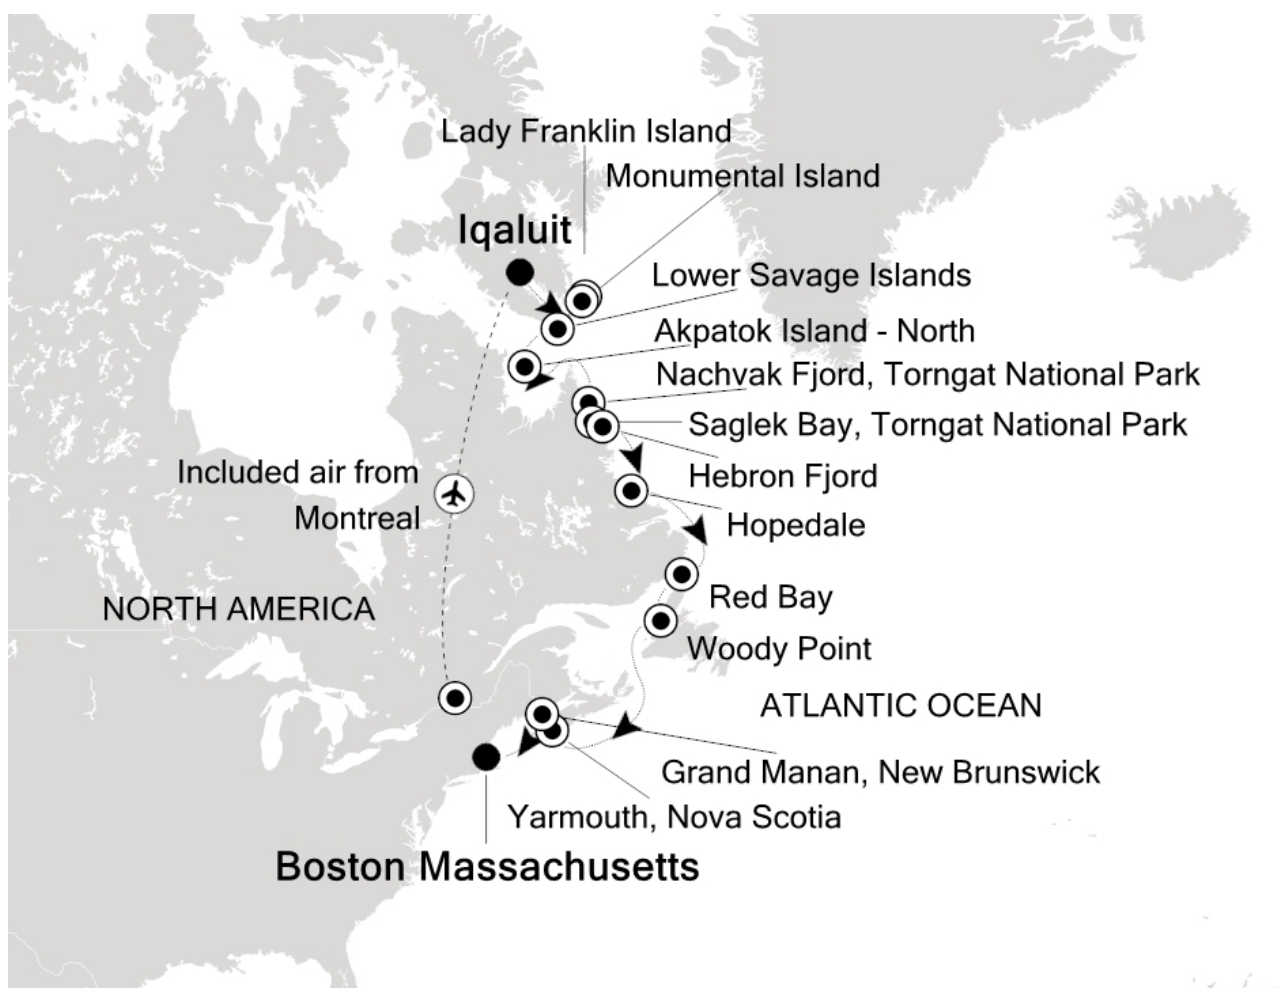 Lady Franklin Island
Monumental Island
Iqaluit
Lower Savage Islands
Akpatok Island - North
Nachvak Fjord, Torngat National Park
Saglek Bay, Torngat National Park
Included air from
Montreal
Hebron Fjord
Hopedale
NORTH AMERICA
Red Bay
Woody Point
ATLANTIC OCEAN
Grand Manan, New Brunswick
Yarmouth, Nova Scotia
Boston Massachusetts